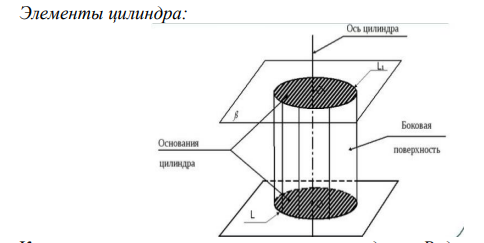 Элементы цилиндра:
Ось цилиндра
L₁
β
Боковая
поверхность
Основания
цилиндра
L